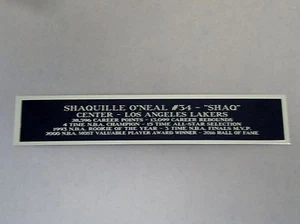 SHAQUILLE O'NEAL #34 - "SHAQ"
CENTER - LOS ANGELES LAKERS
28,596 CAREER POINTS - 13,099 CAREER REBOUNDS
4 TIME N.B.A. CHAMPION - 15 TIME ALL-STAR SELECTION
1993 N.B.A. ROOKIE OF THE YEAR - 3 TIME N.B.A. FINALS M.V.P.
2000 N.B.A. MOST VALUABLE PLAYER AWARD WINNER - 2016 HALL OF FAME